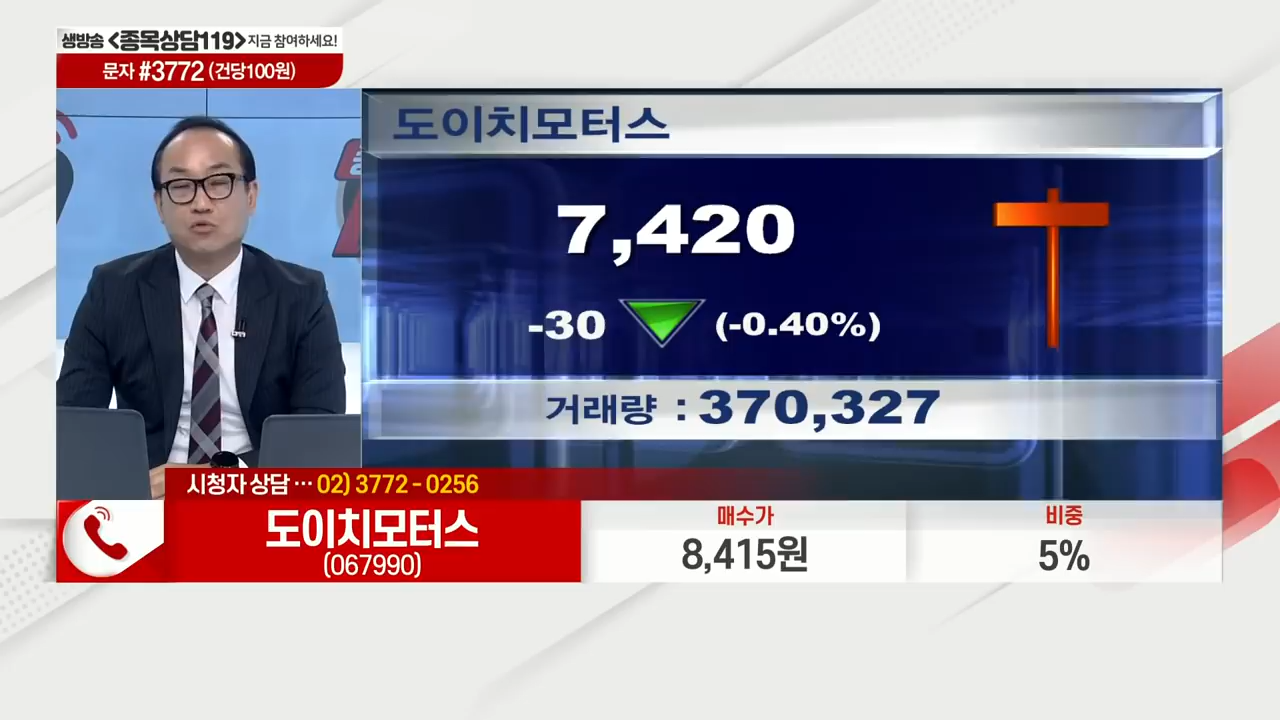 생방송 <종목상담119> 지금 참여하세요!
문자 #3772 (건당100원)
도이치모터스
7,420
-30 (-0.40%)
거래량 : 370,327
시청자 상담 … 02) 3772 - 0256
도이치모터스
(067990)
매수가
8,415원
비중
5%